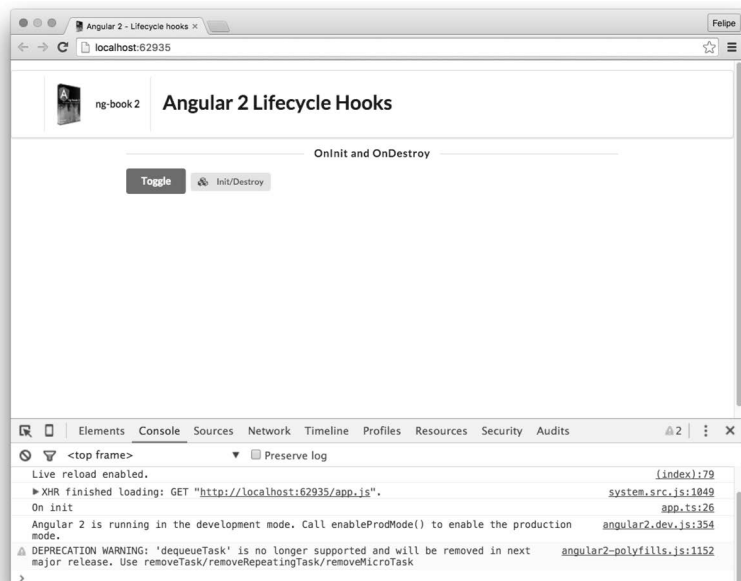 Angular 2 - Lifecycle hooks ×
Felipe
localhost:62935
A
ng-book 2
Angular 2 Lifecycle Hooks
OnInit and OnDestroy
Toggle
Init/Destroy
Elements Console Sources Network Timeline Profiles Resources Security Audits 2
<top frame> ▼ Preserve log
Live reload enabled. (index):79
▶ XHR finished loading: GET "http://localhost:62935/app.js". system.src.js:1049
On init app.ts:26
Angular 2 is running in the development mode. Call enableProdMode() to enable the production angular2.dev.js:354
mode.
DEPRECATION WARNING: 'dequeueTask' is no longer supported and will be removed in next angular2-polyfills.js:1152
major release. Use removeTask/removeRepeatingTask/removeMicroTask
>